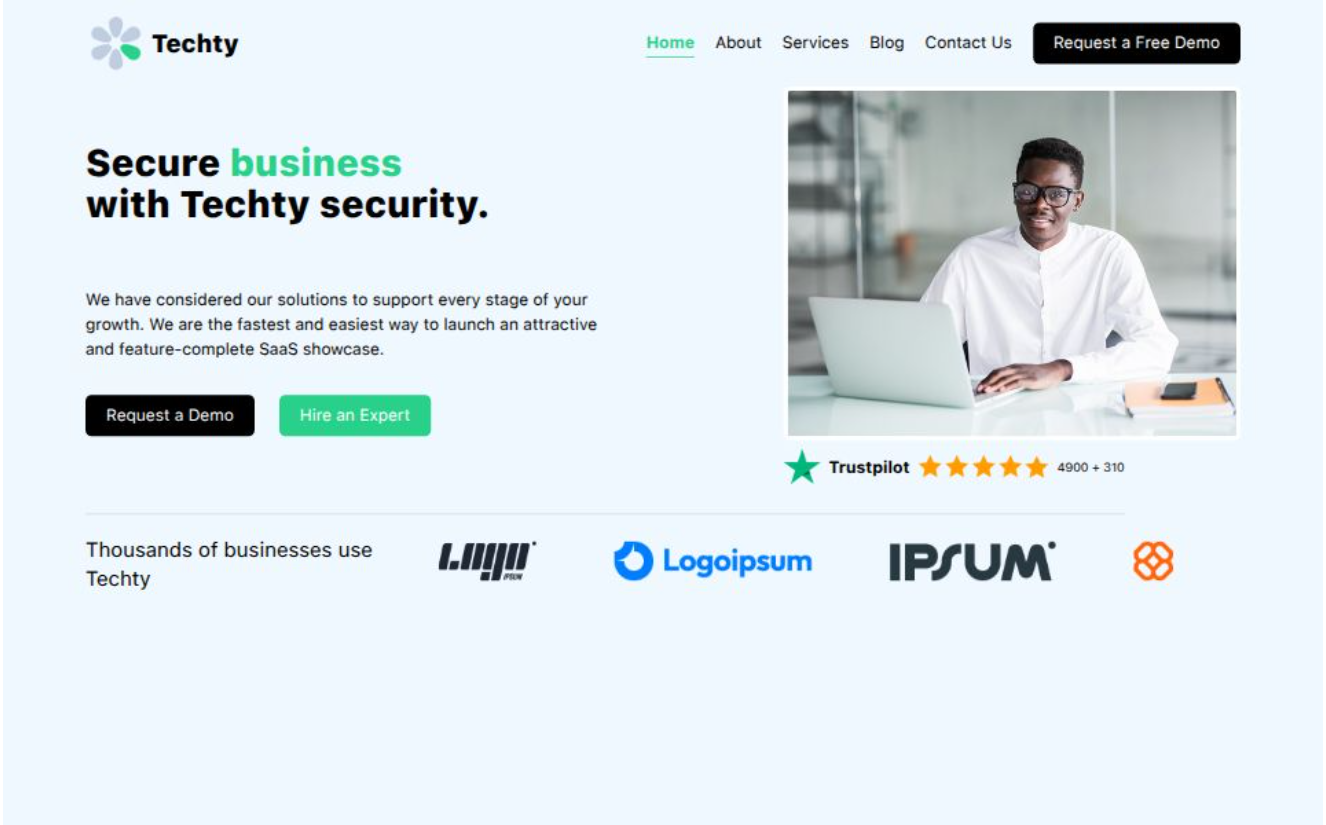 Techty
Home About Services Blog Contact Us Request a Free Demo
Secure business
with Techty security.
We have considered our solutions to support every stage of your
growth. We are the fastest and easiest way to launch an attractive
and feature-complete SaaS showcase.
Request a Demo Hire an Expert
Trustpilot 4900 + 310
Thousands of businesses use
Techty
LOGO IPSUM
Logoipsum
IPSUM